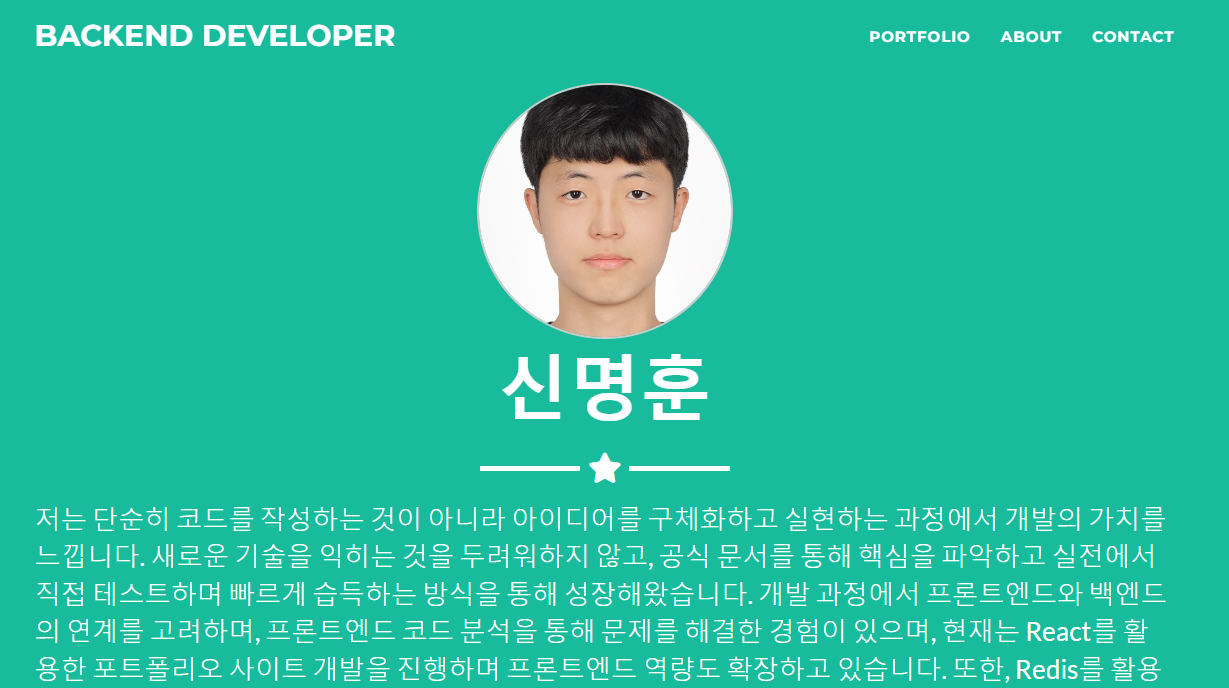 BACKEND DEVELOPER
PORTFOLIO ABOUT CONTACT
신명훈
저는 단순히 코드를 작성하는 것이 아니라 아이디어를 구체화하고 실현하는 과정에서 개발의 가치를
느낍니다. 새로운 기술을 익히는 것을 두려워하지 않고, 공식 문서를 통해 핵심을 파악하고 실전에서
직접 테스트하며 빠르게 습득하는 방식을 통해 성장해왔습니다. 개발 과정에서 프론트엔드와 백엔드
의 연계를 고려하며, 프론트엔드 코드 분석을 통해 문제를 해결한 경험이 있으며, 현재는 React를 활
용한 포트폴리오 사이트 개발을 진행하며 프론트엔드 역량도 확장하고 있습니다. 또한, Redis를 활용